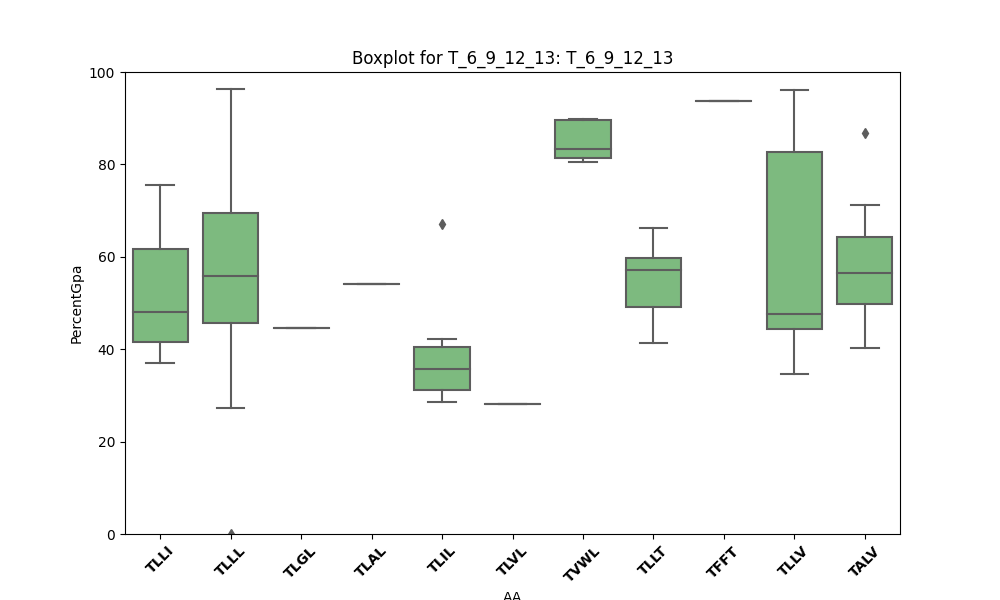 Boxplot for T_6_9_12_13: T_6_9_12_13
PercentGpa
100
80
60
40
20
0
TLLI
TLLL
TLGL
TLAL
TLIL
TLVL
TVWL
TLLT
TFFT
TLLV
TALV
AA